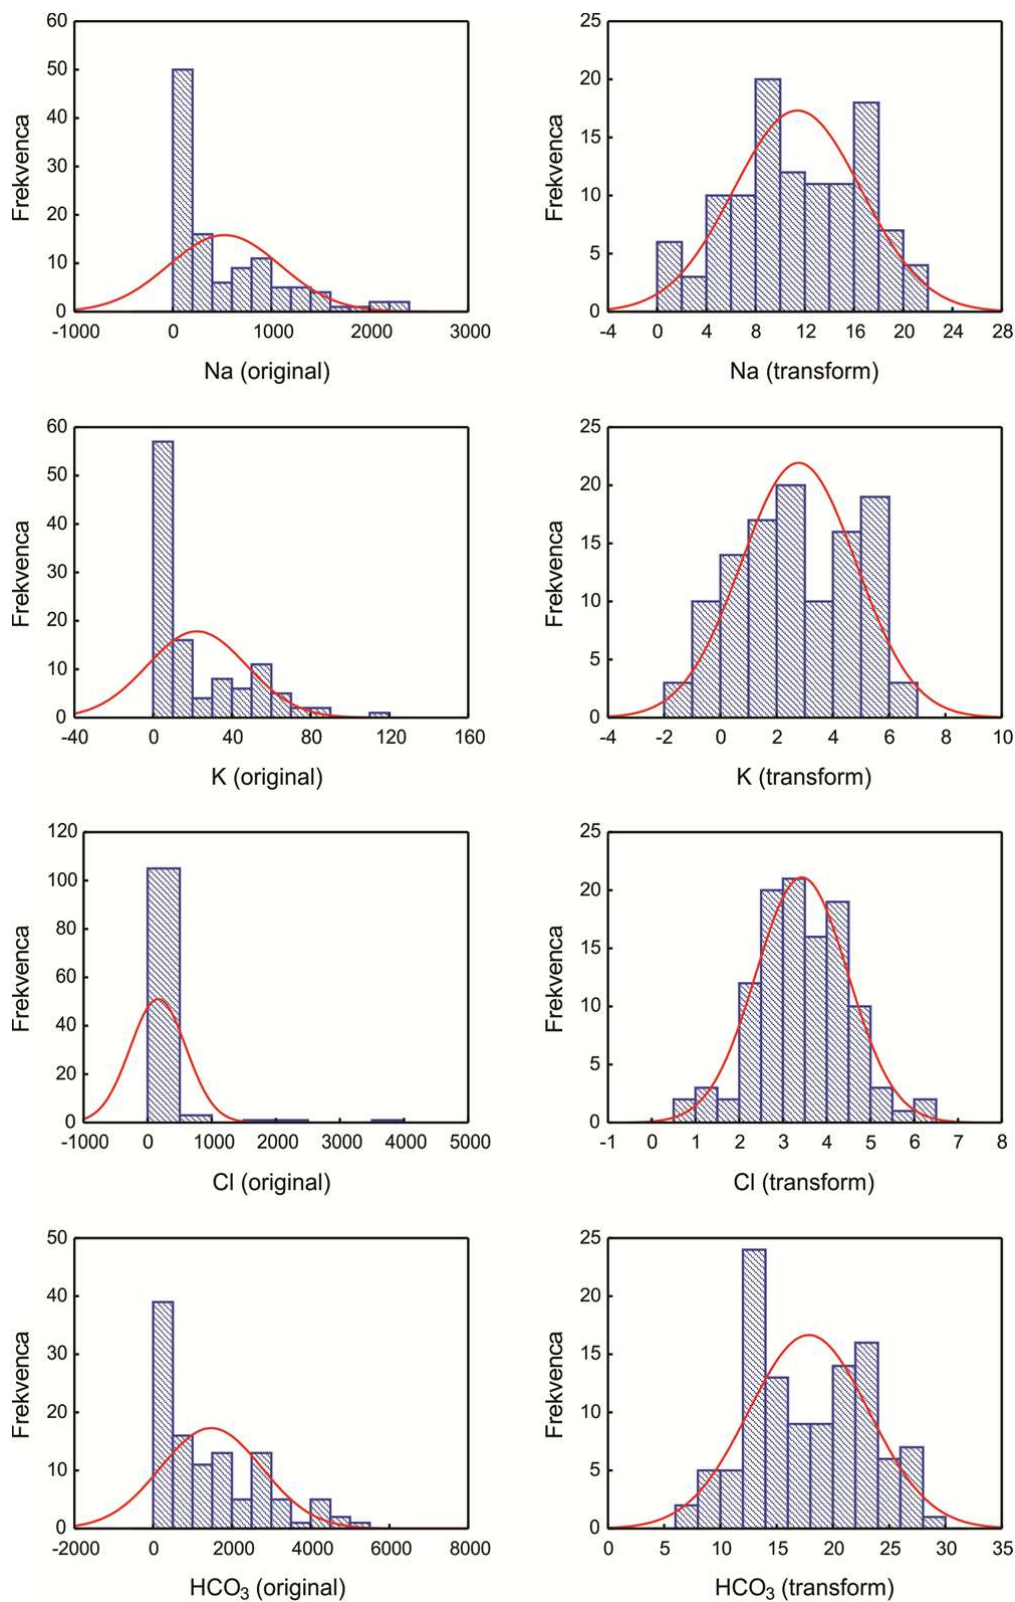 60
50
40
30
20
10
0
Frekvenca
-1000 0 1000 2000 3000
Na (original)
25
20
15
10
5
0
Frekvenca
-4 0 4 8 12 16 20 24 28
Na (transform)
60
50
40
30
20
10
0
Frekvenca
-40 0 40 80 120 160
K (original)
25
20
15
10
5
0
Frekvenca
-4 -2 0 2 4 6 8 10
K (transform)
120
100
80
60
40
20
0
Frekvenca
-1000 0 1000 2000 3000 4000 5000
Cl (original)
25
20
15
10
5
0
Frekvenca
-1 0 1 2 3 4 5 6 7 8
Cl (transform)
50
40
30
20
10
0
Frekvenca
-2000 0 2000 4000 6000 8000
HCO₃ (original)
25
20
15
10
5
0
Frekvenca
0 5 10 15 20 25 30 35
HCO₃ (transform)